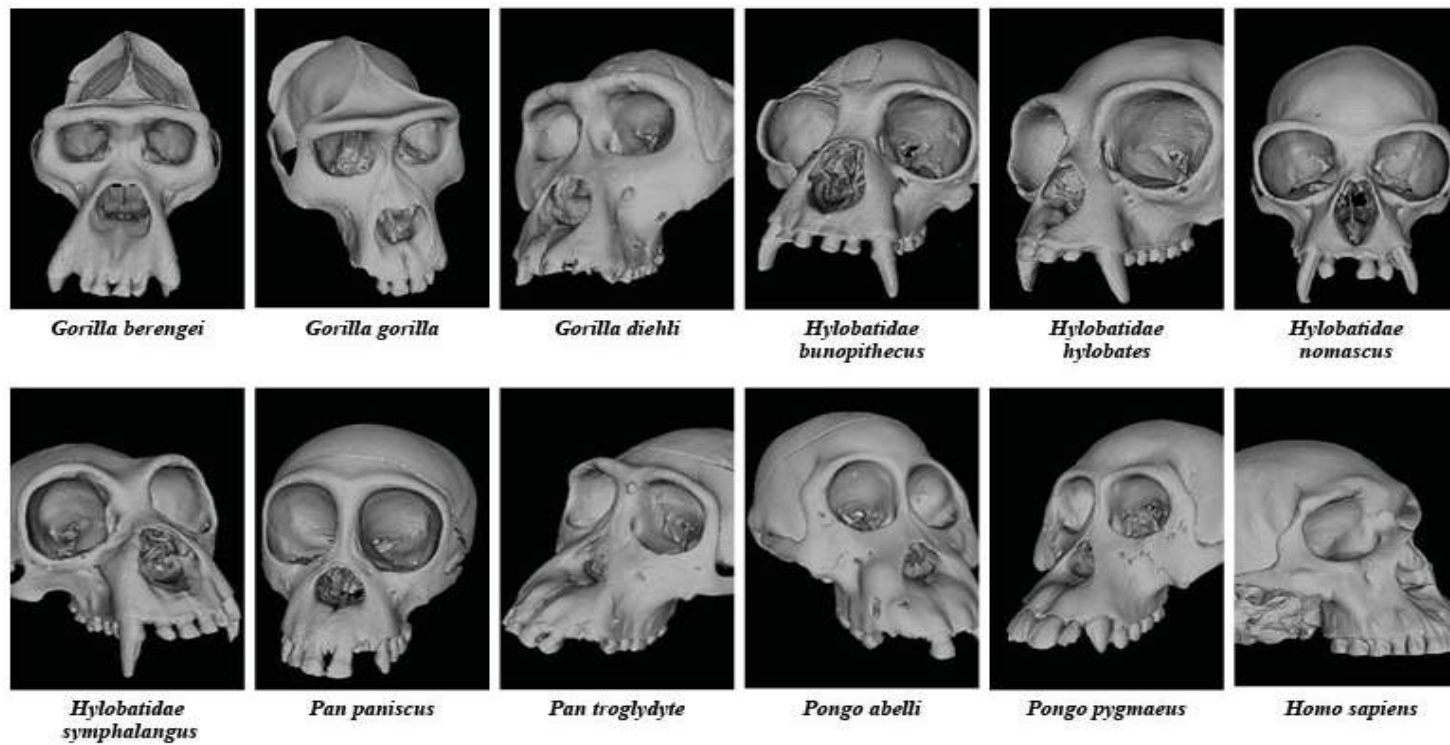 Gorilla berengei
Gorilla gorilla
Gorilla diehli
Hylobatidae
bunopithecus
Hylobatidae
hylobates
Hylobatidae
nomascus
Hylobatidae
symphalangus
Pan paniscus
Pan troglydyte
Pongo abelli
Pongo pygmaeus
Homo sapiens